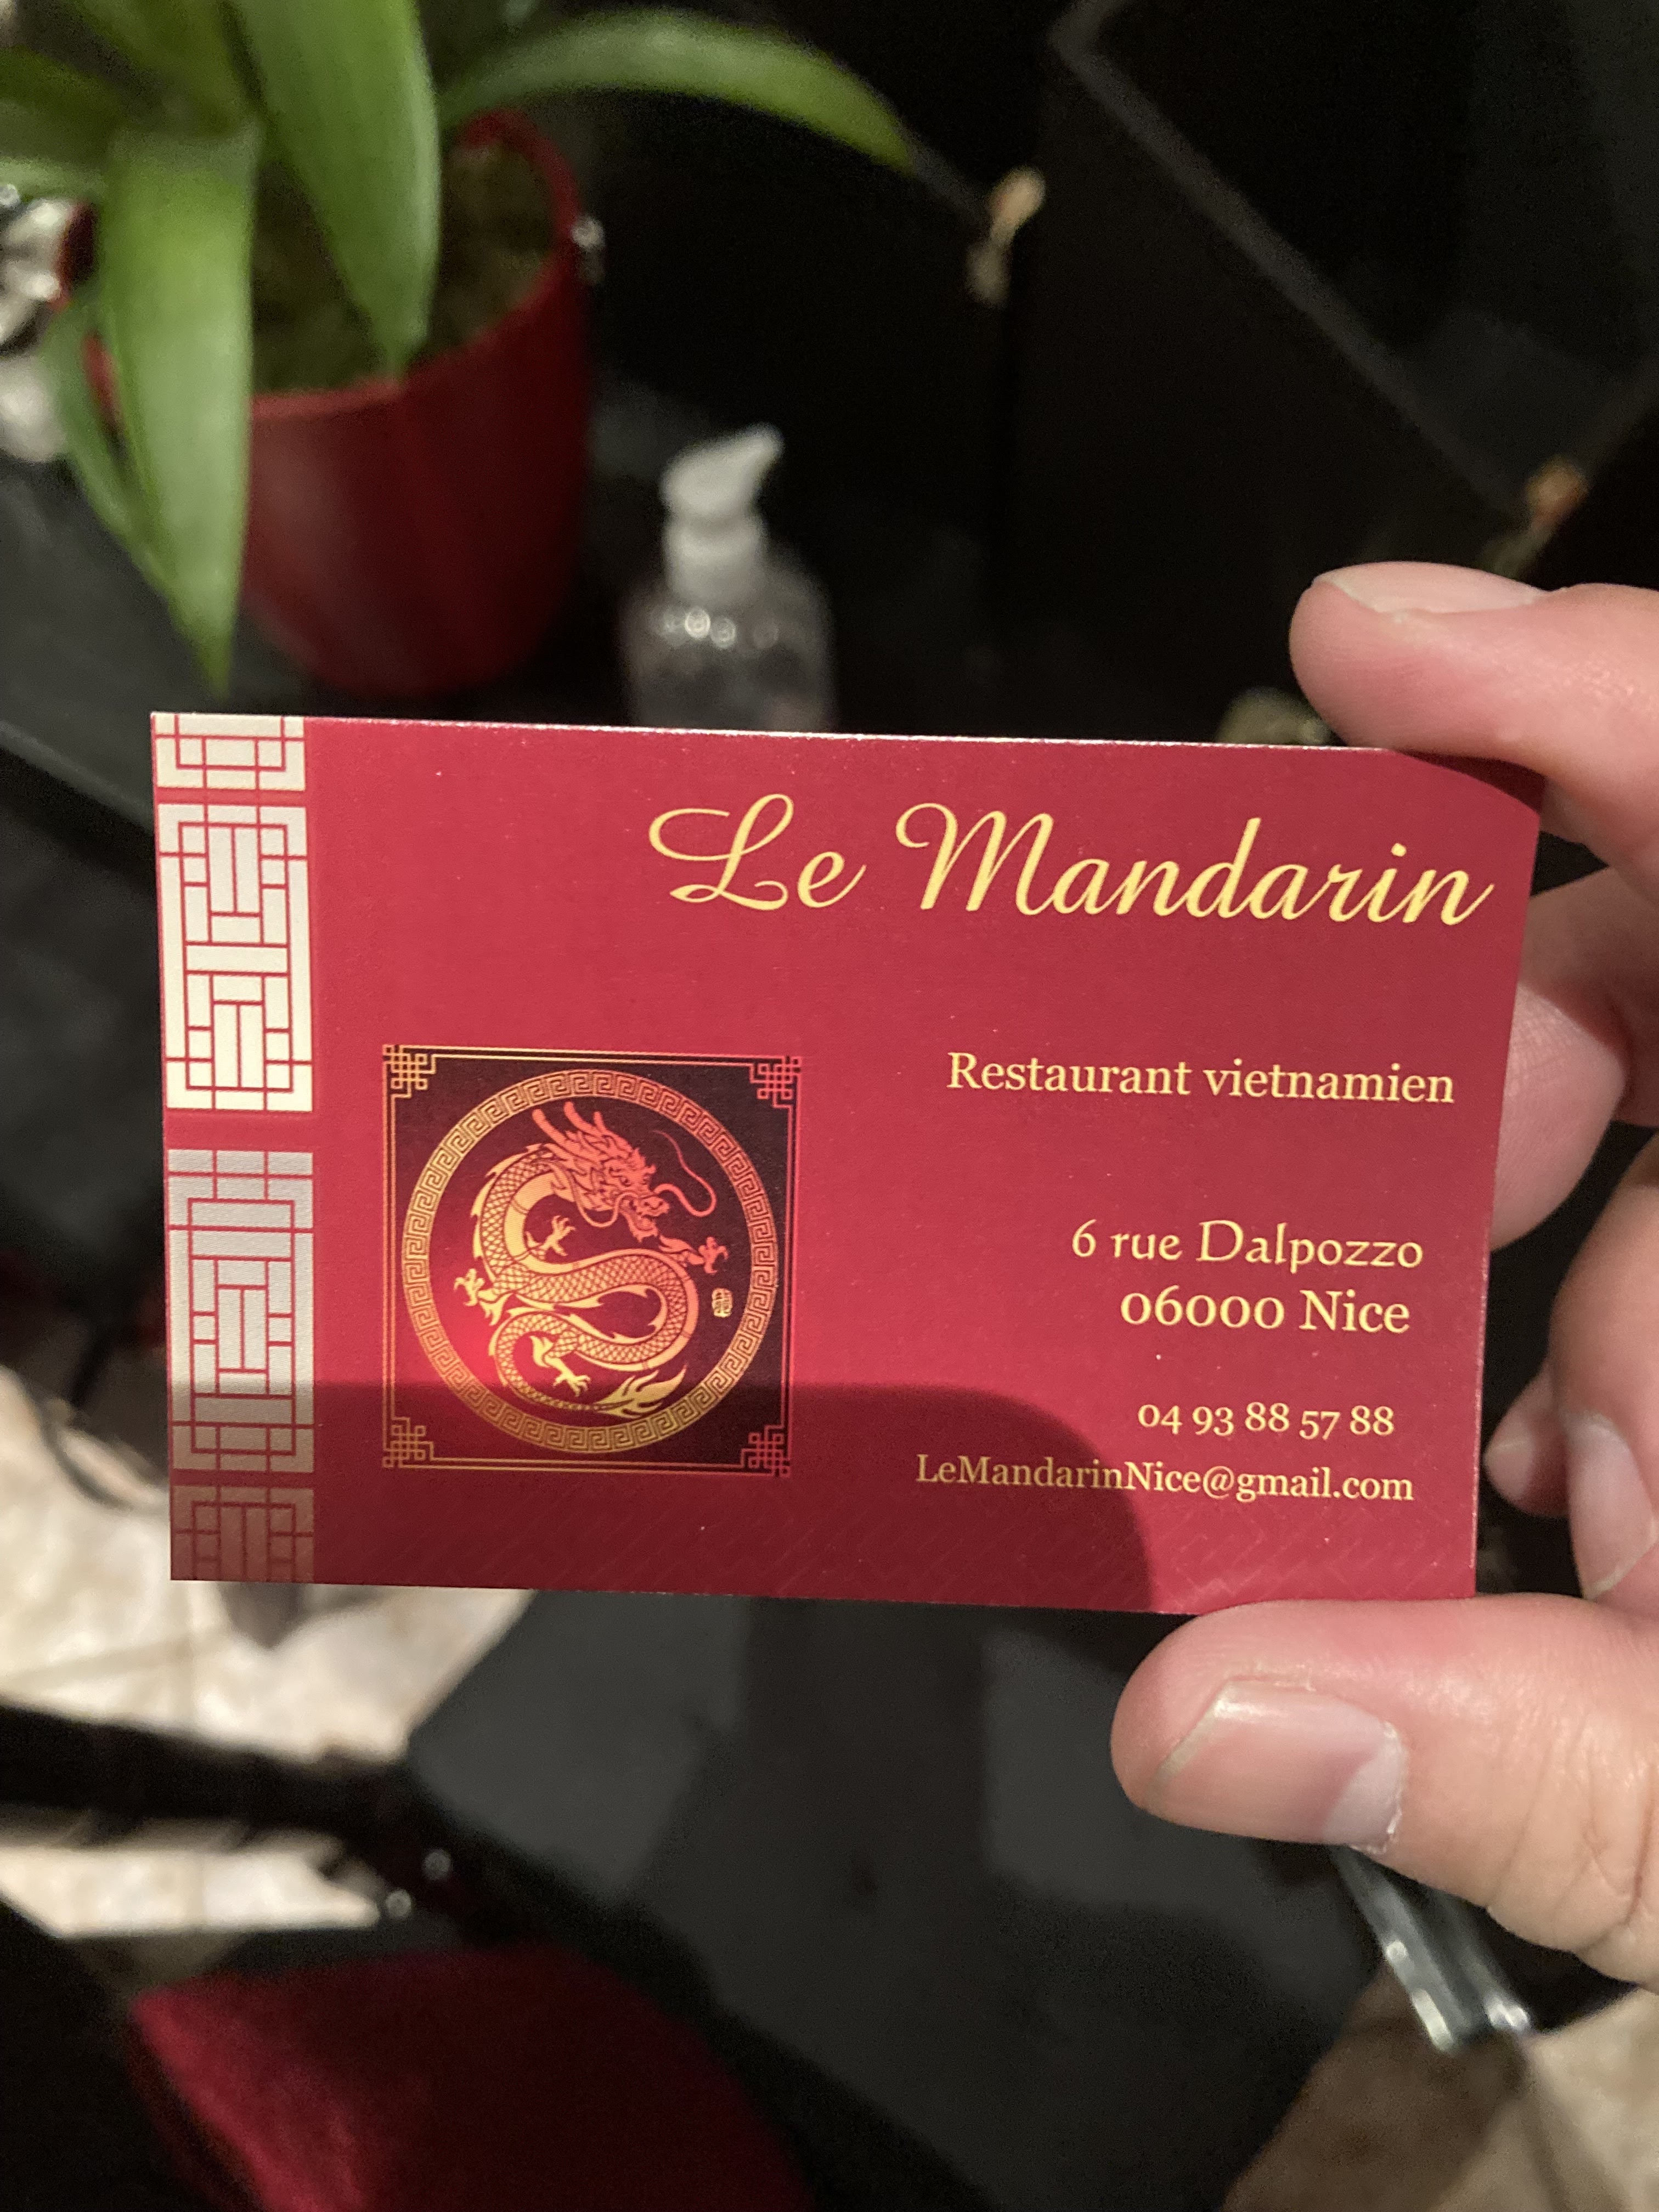 Le Mandarin
Restaurant vietnamien
6 rue Dalpozzo
06000 Nice
04 93 88 57 88
LeMandarinNice@gmail.com